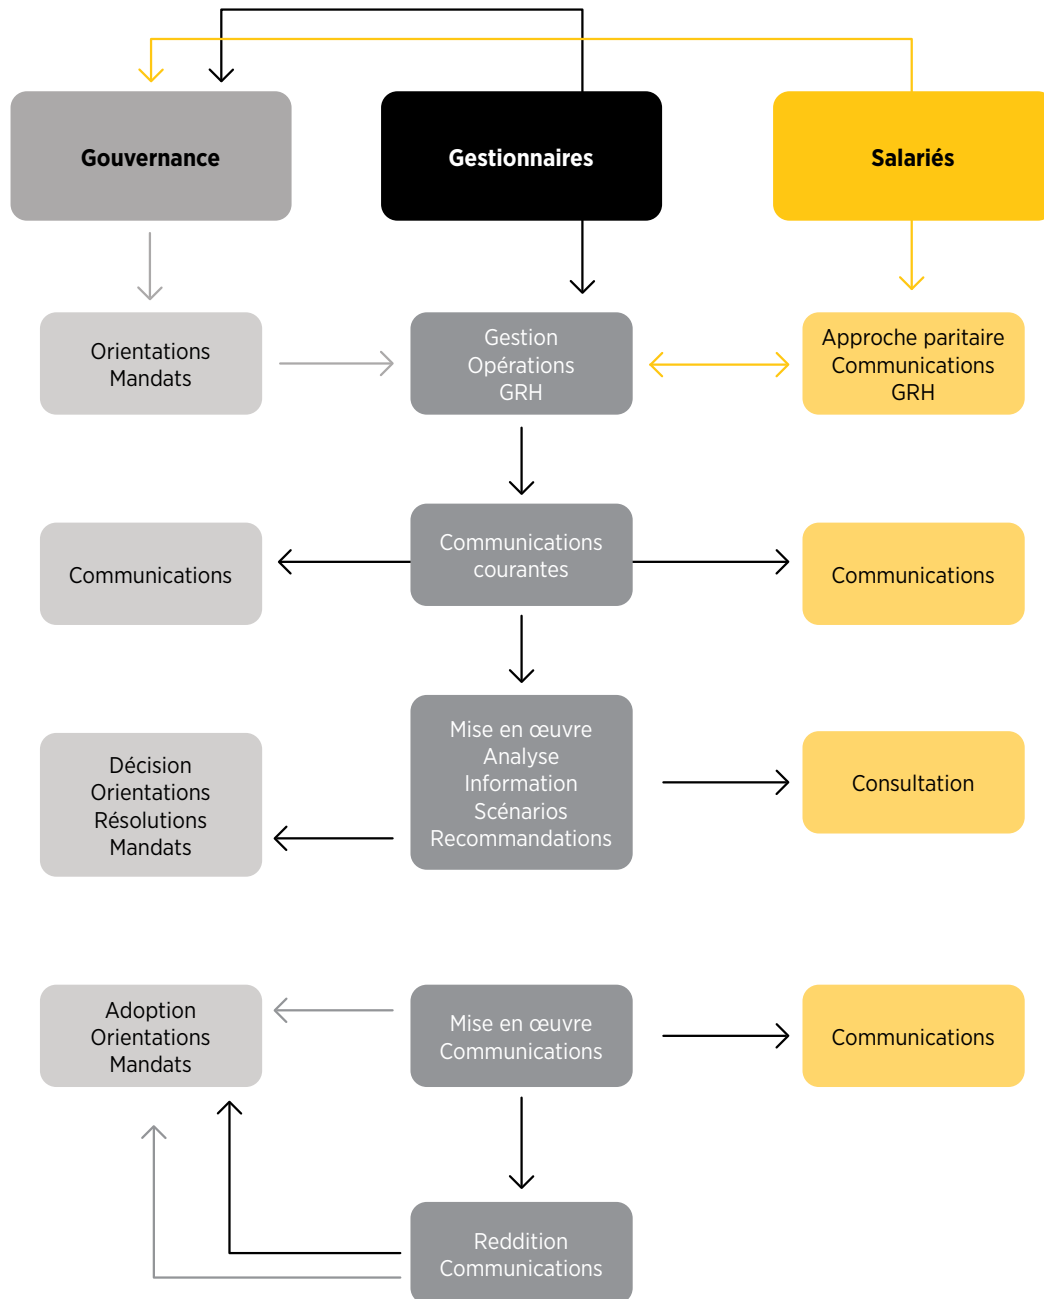 Gouvernance
Gestionnaires
Salariés
Orientations
Mandats
Gestion
Opérations
GRH
Approche paritaire
Communications
GRH
Communications
Communications
courantes
Communications
Décision
Orientations
Résolutions
Mandats
Mise en œuvre
Analyse
Information
Scénarios
Recommandations
Consultation
Adoption
Orientations
Mandats
Mise en œuvre
Communications
Communications
Reddition
Communications